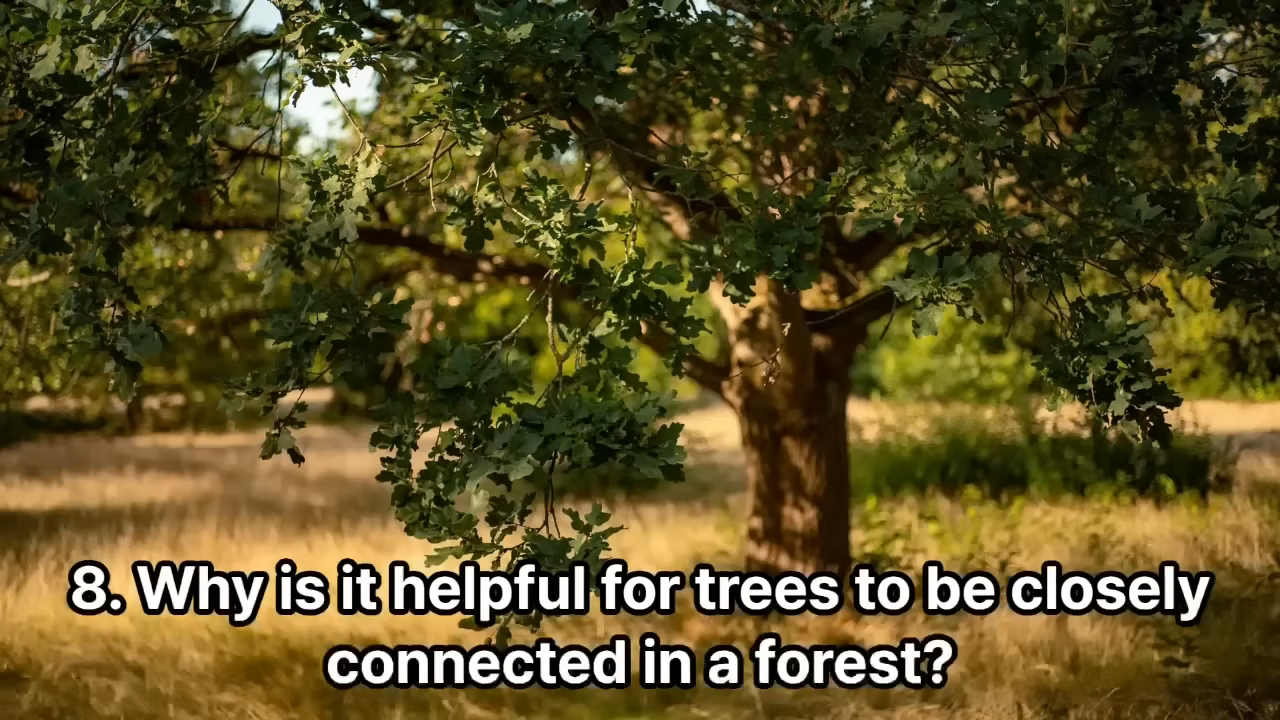 8. Why is it helpful for trees to be closely
connected in a forest?